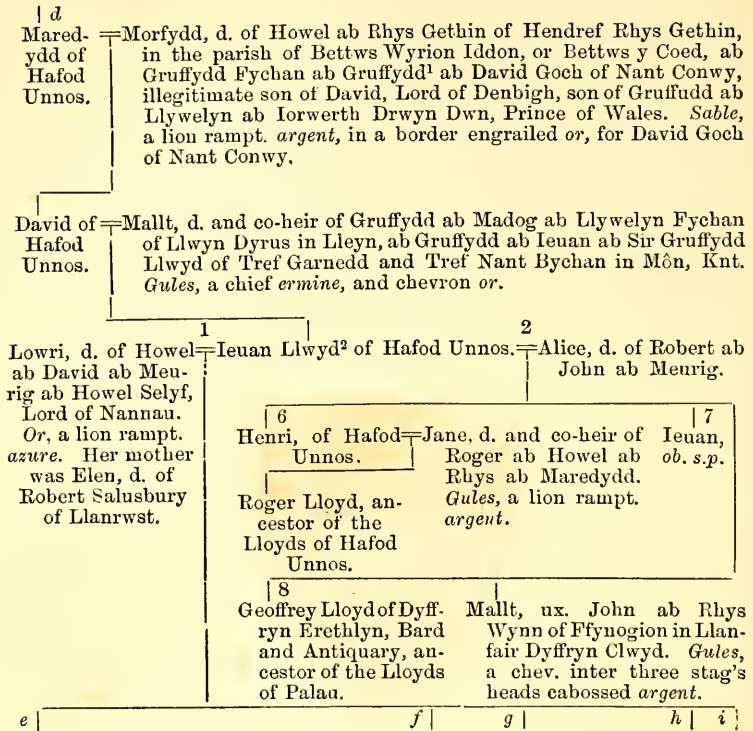 d
Mared-
ydd of
Hafod
Unnos.
Morfydd, d. of Howel ab Rhys Gethin of Hendref Rhys Gethin,
in the parish of Bettws Wyrion Iddon, or Bettws y Coed, ab
Gruffydd Fychan ab Gruffydd¹ ab David Goch of Nant Conwy,
illegitimate son of David, Lord of Denbigh, son of Gruffudd ab
Llywelyn ab Iorwerth Drwyn Dwn, Prince of Wales. Sable,
a lion rampt. argent, in a border engrailed or, for David Goch
of Nant Conwy.
David of
Hafod
Unnos.
Mallt, d. and co-heir of Gruffydd ab Madog ab Llywelyn Fychan
of Llwyn Dyrus in Lleyn, ab Gruffydd ab Ieuan ab Sir Gruffydd
Llwyd of Tref Garnedd and Tref Nant Bychan in Môn, Knt.
Gules, a chief ermine, and chevron or.
1
2
Lowri, d. of Howel
ab David ab Meu-
rig ab Howel Selyf,
Lord of Nannau.
Or, a lion rampt.
azure. Her mother
was Elen, d. of
Robert Salusbury
of Llanrwst.
Ieuan Llwyd² of Hafod Unnos.
Alice, d. of Robert ab
John ab Meurig.
6
Henri, of Hafod
Unnos.
Jane, d. and co-heir of
Roger ab Howel ab
Rhys ab Maredydd.
Gules, a lion rampt.
argent.
7
Ieuan,
ob. s.p.
Roger Lloyd, an-
cestor of the
Lloyds of Hafod
Unnos.
8
Geoffrey Lloyd of Dyff-
ryn Erethlyn, Bard
and Antiquary, an-
cestor of the Lloyds
of Palau.
Mallt, ux. John ab Rhys
Wynn of Ffynogion in Llan-
fair Dyffryn Clwyd. Gules,
a chev. inter three stag's
heads cabossed argent.
e f g h i